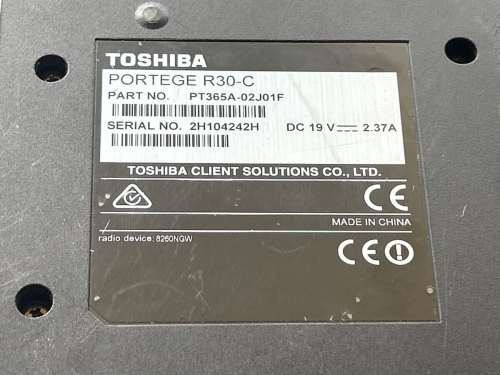 TOSHIBA
PORTEGE R30-C
PART NO. PT365A-02J01F
SERIAL NO. 2H104242H DC 19 V⎓ 2.37A
TOSHIBA CLIENT SOLUTIONS CO., LTD.
CE
MADE IN CHINA
radio device:8260NGW
CE